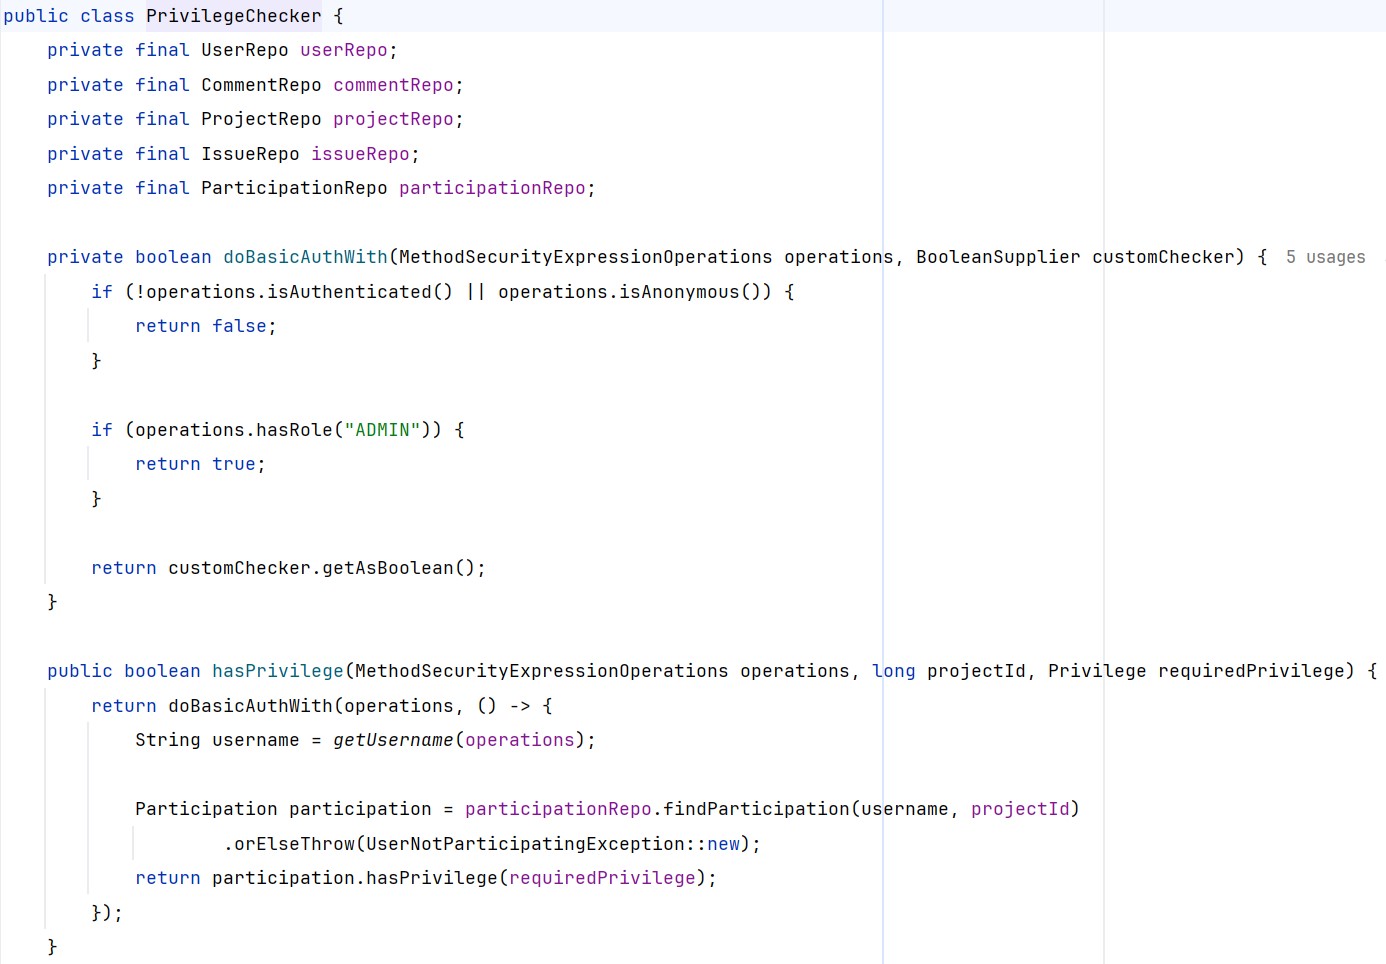 public class PrivilegeChecker {
    private final UserRepo userRepo;
    private final CommentRepo commentRepo;
    private final ProjectRepo projectRepo;
    private final IssueRepo issueRepo;
    private final ParticipationRepo participationRepo;

    private boolean doBasicAuthWith(MethodSecurityExpressionOperations operations, BooleanSupplier customChecker) { 5 usages
        if (!operations.isAuthenticated() || operations.isAnonymous()) {
            return false;
        }

        if (operations.hasRole("ADMIN")) {
            return true;
        }

        return customChecker.getAsBoolean();
    }

    public boolean hasPrivilege(MethodSecurityExpressionOperations operations, long projectId, Privilege requiredPrivilege) {
        return doBasicAuthWith(operations, () -> {
            String username = getUsername(operations);

            Participation participation = participationRepo.findParticipation(username, projectId)
                    .orElseThrow(UserNotParticipatingException::new);
            return participation.hasPrivilege(requiredPrivilege);
        });
    }